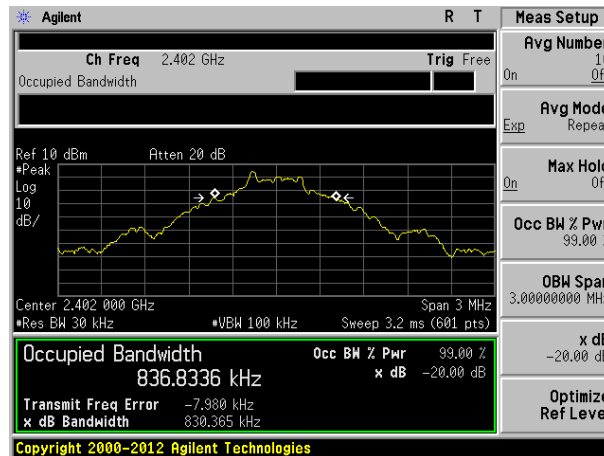 Agilent R T
Ch Freq 2.402 GHz Trig Free
Occupied Bandwidth
Ref 10 dBm Atten 20 dB
#Peak
Log
10
dB/
Center 2.402 000 GHz Span 3 MHz
#Res BW 30 kHz #VBW 100 kHz Sweep 3.2 ms (601 pts)
Occupied Bandwidth Occ BW % Pwr 99.00 %
836.8336 kHz x dB -20.00 dB
Transmit Freq Error -7.980 kHz
x dB Bandwidth 830.365 kHz
Meas Setup
Avg Number
On
Avg Mode
Exp Repeat
Max Hold
On
Occ BW % Pwr
99.00
OBW Span
3.00000000 MHz
x dB
-20.00 dB
Optimize
Ref Level
Copyright 2000-2012 Agilent Technologies